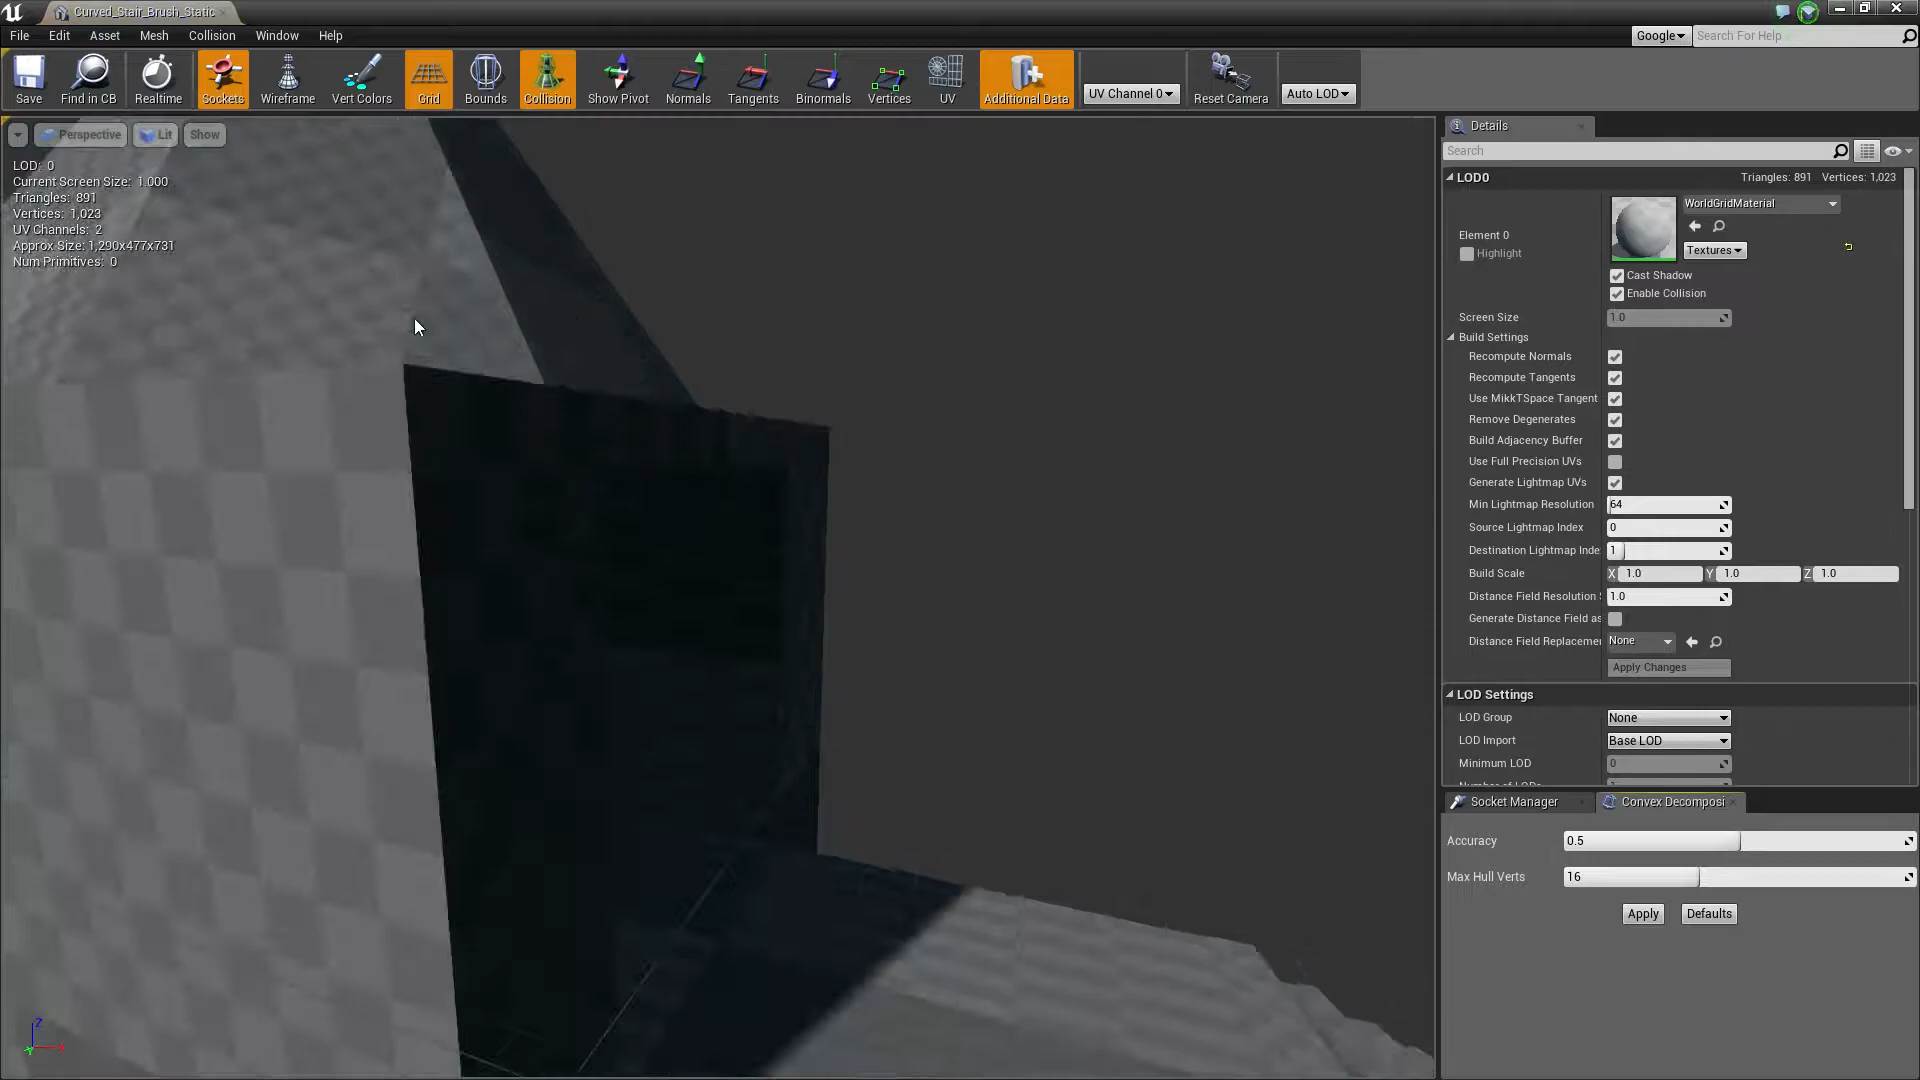 Curved_Stair_Brush_Static
File Edit Asset Mesh Collision Window Help
Google Search For Help
Save Find in CB Realtime Sockets Wireframe Vert Colors Grid Bounds Collision Show Pivot Normals Tangents Binormals Vertices UV Additional Data UV Channel 0 Reset Camera Auto LOD
Perspective Lit Show
LOD: 0
Current Screen Size: 1.000
Triangles: 891
Vertices: 1,023
UV Channels: 2
Approx Size: 1,290x477x731
Num Primitives: 0
Z
X
Details
Search
LOD0 Triangles: 891 Vertices: 1,023
WorldGridMaterial
Element 0
Highlight
Textures
Cast Shadow
Enable Collision
Screen Size 1.0
Build Settings
Recompute Normals
Recompute Tangents
Use MikkTSpace Tangent
Remove Degenerates
Build Adjacency Buffer
Use Full Precision UVs
Generate Lightmap UVs
Min Lightmap Resolution 64
Source Lightmap Index 0
Destination Lightmap Inde 1
Build Scale X 1.0 Y 1.0 Z 1.0
Distance Field Resolution 1.0
Generate Distance Field as
Distance Field Replacemen None
Apply Changes
LOD Settings
LOD Group None
LOD Import Base LOD
Minimum LOD 0
Number of LODs
Socket Manager Convex Decomposi
Accuracy 0.5
Max Hull Verts 16
Apply Defaults